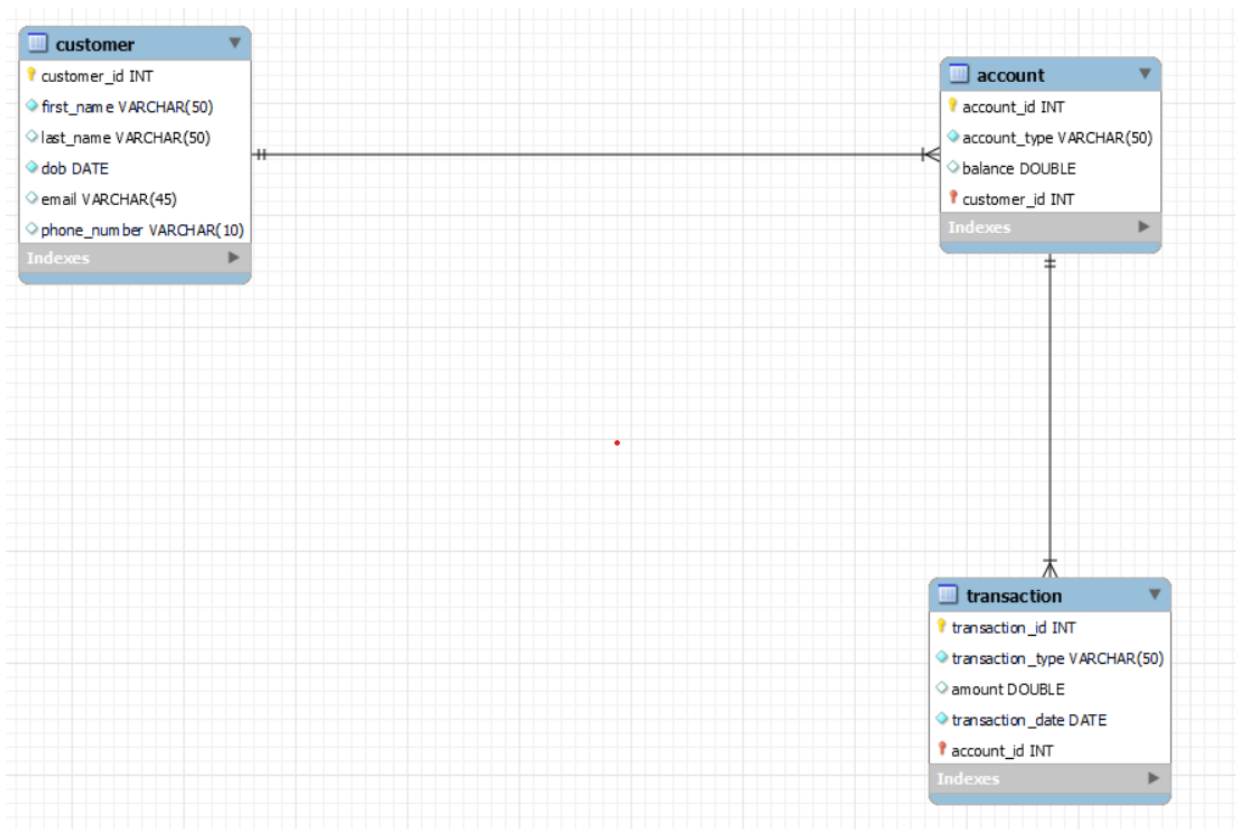 customer
customer_id INT
first_name VARCHAR(50)
last_name VARCHAR(50)
dob DATE
email VARCHAR(45)
phone_number VARCHAR(10)
Indexes
account
account_id INT
account_type VARCHAR(50)
balance DOUBLE
customer_id INT
Indexes
transaction
transaction_id INT
transaction_type VARCHAR(50)
amount DOUBLE
transaction_date DATE
account_id INT
Indexes